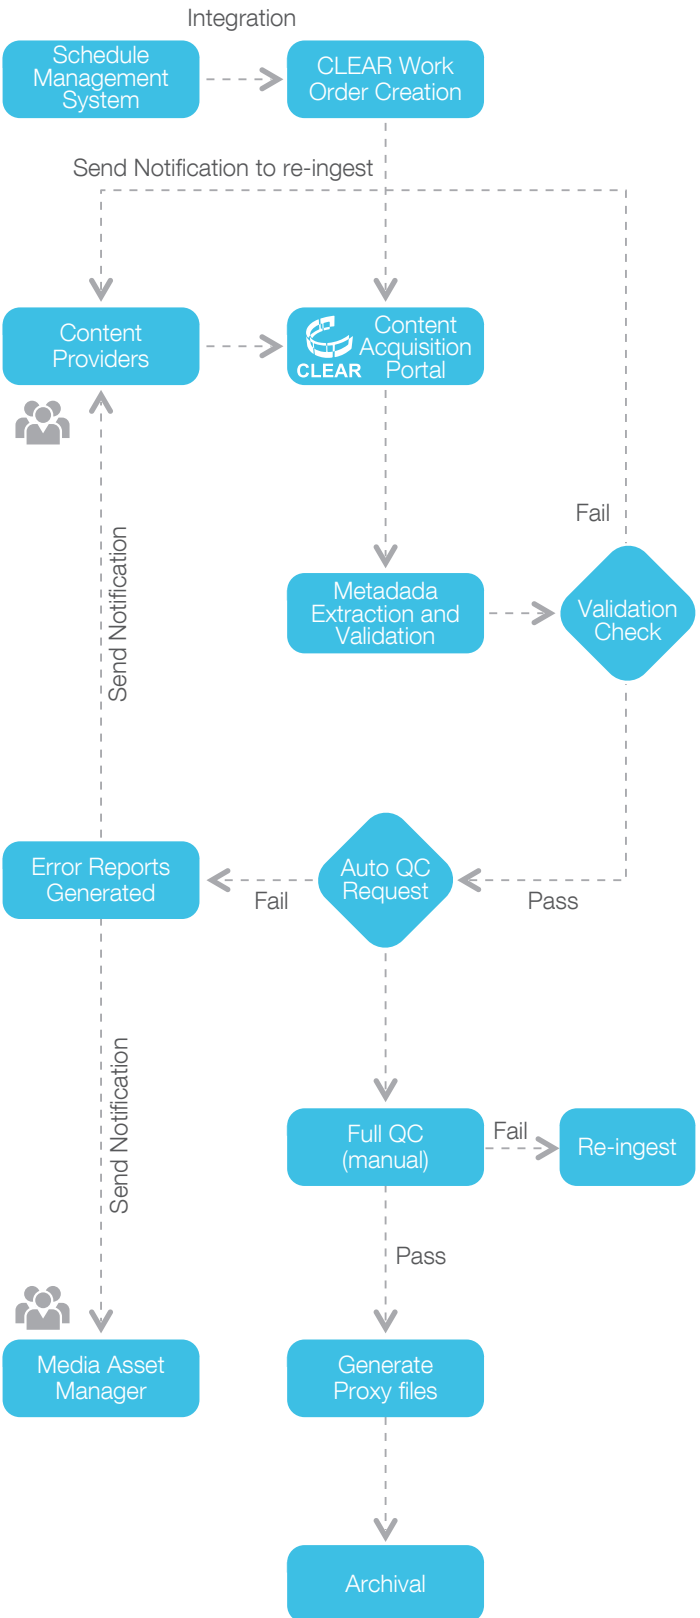 Integration
Schedule
Management
System
CLEAR Work
Order Creation
Send Notification to re-ingest
Content
Providers
CLEAR
Content
Acquisition
Portal
Fail
Send Notification
Metadada
Extraction and
Validation
Validation
Check
Error Reports
Generated
Fail
Auto QC
Request
Pass
Send Notification
Full QC
(manual)
Fail
Re-ingest
Pass
Media Asset
Manager
Generate
Proxy files
Archival